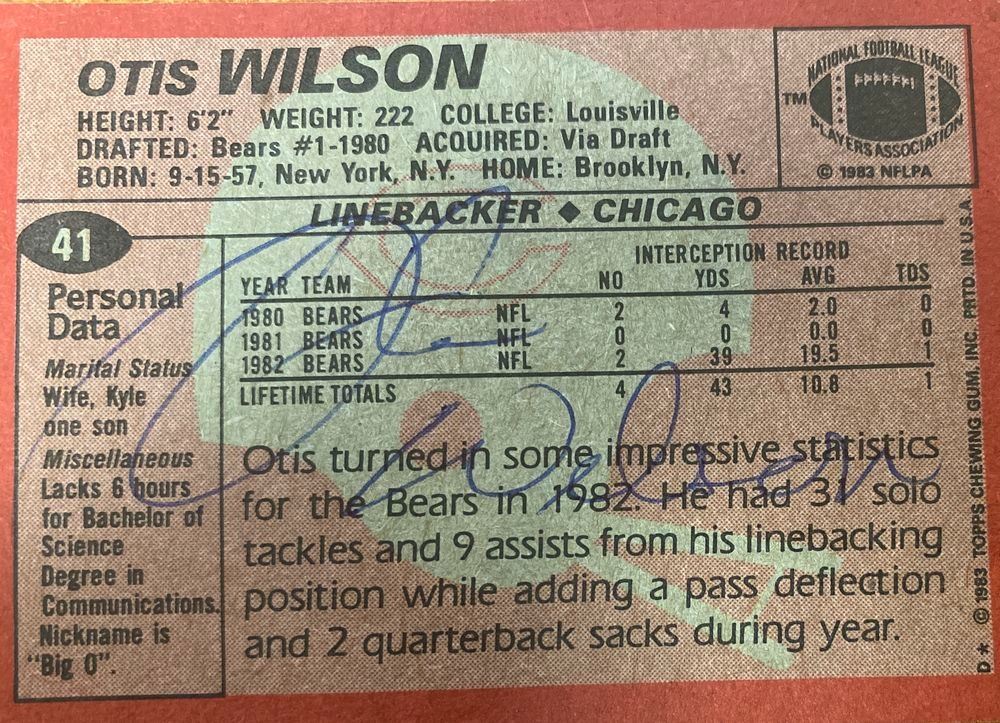 OTIS WILSON
HEIGHT: 6'2" WEIGHT: 222 COLLEGE: Louisville
DRAFTED: Bears #1-1980 ACQUIRED: Via Draft
BORN: 9-15-57, New York, N.Y. HOME: Brooklyn, N.Y.
NATIONAL FOOTBALL LEAGUE
TM
PLAYERS ASSOCIATION
© 1983 NFLPA
LINEBACKER ◆ CHICAGO
41
Personal
Data
Marital Status
Wife, Kyle
one son
Miscellaneous
Lacks 6 hours
for Bachelor of
Science
Degree in
Communications.
Nickname is
"Big O".
INTERCEPTION RECORD
YEAR TEAM NO YDS AVG TDS
1980 BEARS NFL 2 4 2.0 0
1981 BEARS NFL 0 0 0.0 0
1982 BEARS NFL 2 39 19.5 1
LIFETIME TOTALS 4 43 10.8 1
Otis turned in some impressive statistics
for the Bears in 1982. He had 31 solo
tackles and 9 assists from his linebacking
position while adding a pass deflection
and 2 quarterback sacks during year.
Otis Wilson
D* © 1983 TOPPS CHEWING GUM, INC. PRTD. IN U.S.A.